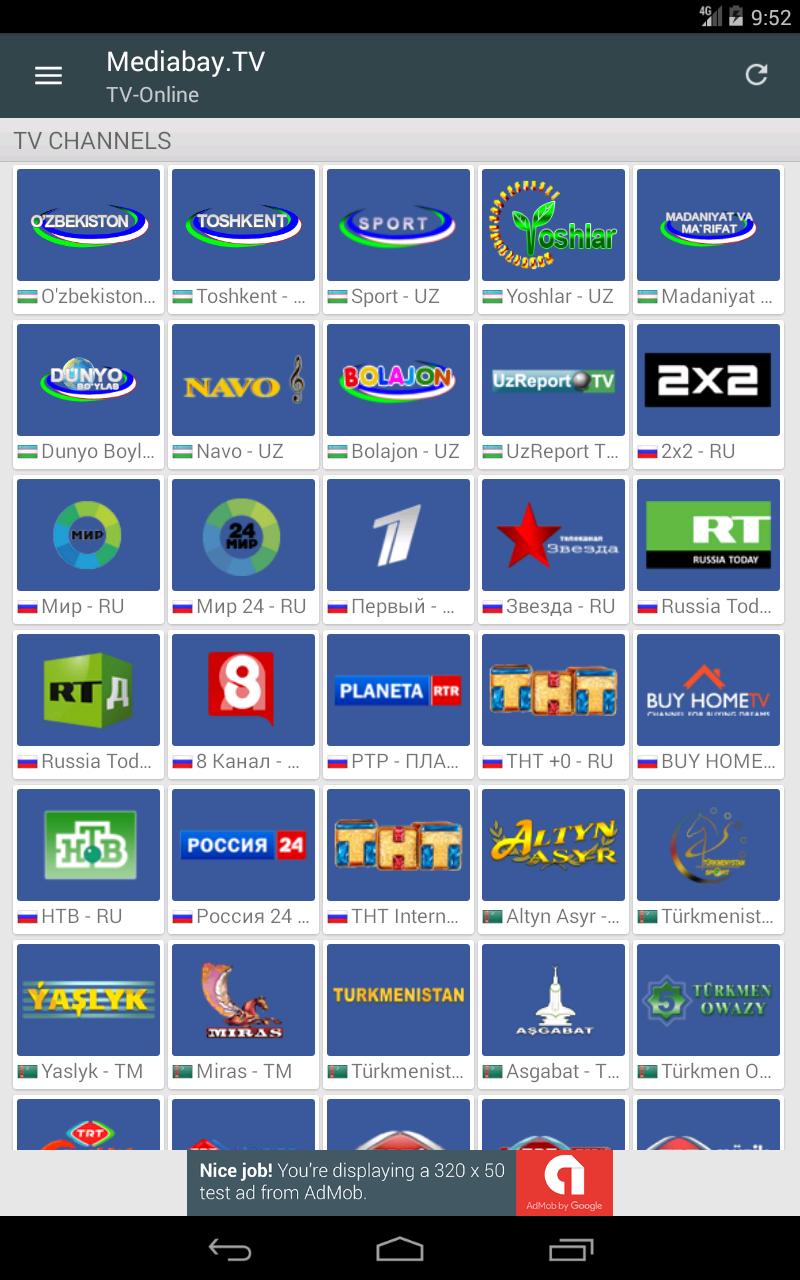 4G 9:52
Mediabay.TV
TV-Online
TV CHANNELS
O'ZBEKISTON
TOSHKENT
SPORT
Yoshlar
MADANIYAT VA
MA'RIFAT
O'zbekiston...
Toshkent - ...
Sport - UZ
Yoshlar - UZ
Madaniyat ...
DUNYO
BO'YLAB
NAVO
BOLAJON
UzReport TV
2X2
Dunyo Boyl...
Navo - UZ
Bolajon - UZ
UzReport T...
2x2 - RU
МИР
24
МИР
1
телеканал
Звезда
RT
RUSSIA TODAY
Мир - RU
Мир 24 - RU
Первый - ...
Звезда - RU
Russia Tod...
RT Д
8
PLANETA RTR
ТНТ
BUY HOMETV
CHANNEL FOR BUYING DREAMS
Russia Tod...
8 Канал - ...
РТР - ПЛА...
ТНТ +0 - RU
BUY HOME...
НТВ
РОССИЯ 24
ТНТ
ALTYN
ASYR
TÜRKMENISTAN
SPORT
НТВ - RU
Россия 24 ...
ТНТ Intern...
Altyn Asyr -...
Türkmenist...
ÝAŞLYK
MIRAS
TURKMENISTAN
AŞGABAT
5 TÜRKMEN
OWAZY
Yaslyk - TM
Miras - TM
Türkmenist...
Asgabat - T...
Türkmen O...
TRT
Nice job! You're displaying a 320 x 50
test ad from AdMob.
AdMob by Google